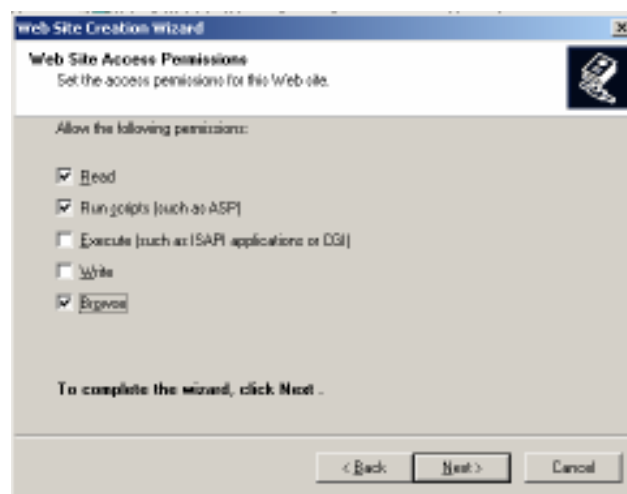 Web Site Creation Wizard
Web Site Access Permissions
Set the access permissions for this Web site.
Allow the following permissions:
Read
Run scripts (such as ASP)
Execute (such as ISAPI applications or CGI)
Write
Browse
To complete the wizard, click Next .
< Back
Next >
Cancel